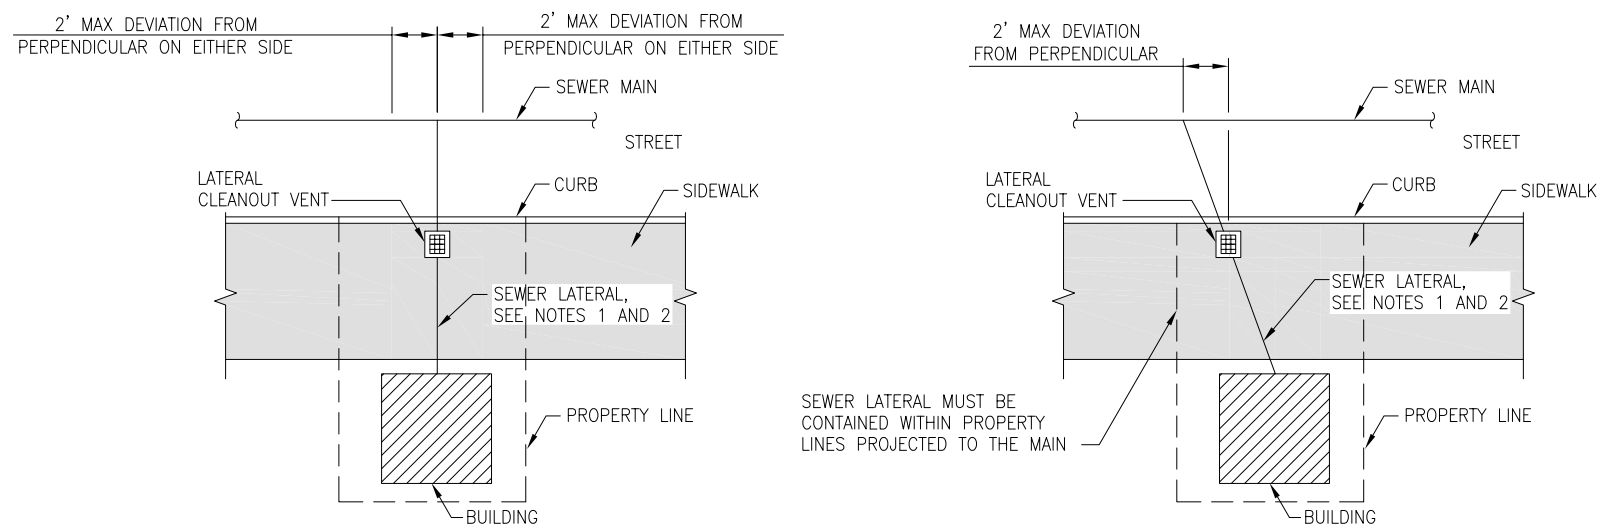 2' MAX DEVIATION FROM
PERPENDICULAR ON EITHER SIDE
2' MAX DEVIATION FROM
PERPENDICULAR ON EITHER SIDE
SEWER MAIN
STREET
LATERAL
CLEANOUT VENT
CURB
SIDEWALK
SEWER LATERAL,
SEE NOTES 1 AND 2
PROPERTY LINE
BUILDING
2' MAX DEVIATION
FROM PERPENDICULAR
SEWER MAIN
STREET
LATERAL
CLEANOUT VENT
CURB
SIDEWALK
SEWER LATERAL,
SEE NOTES 1 AND 2
SEWER LATERAL MUST BE
CONTAINED WITHIN PROPERTY
LINES PROJECTED TO THE MAIN
PROPERTY LINE
BUILDING